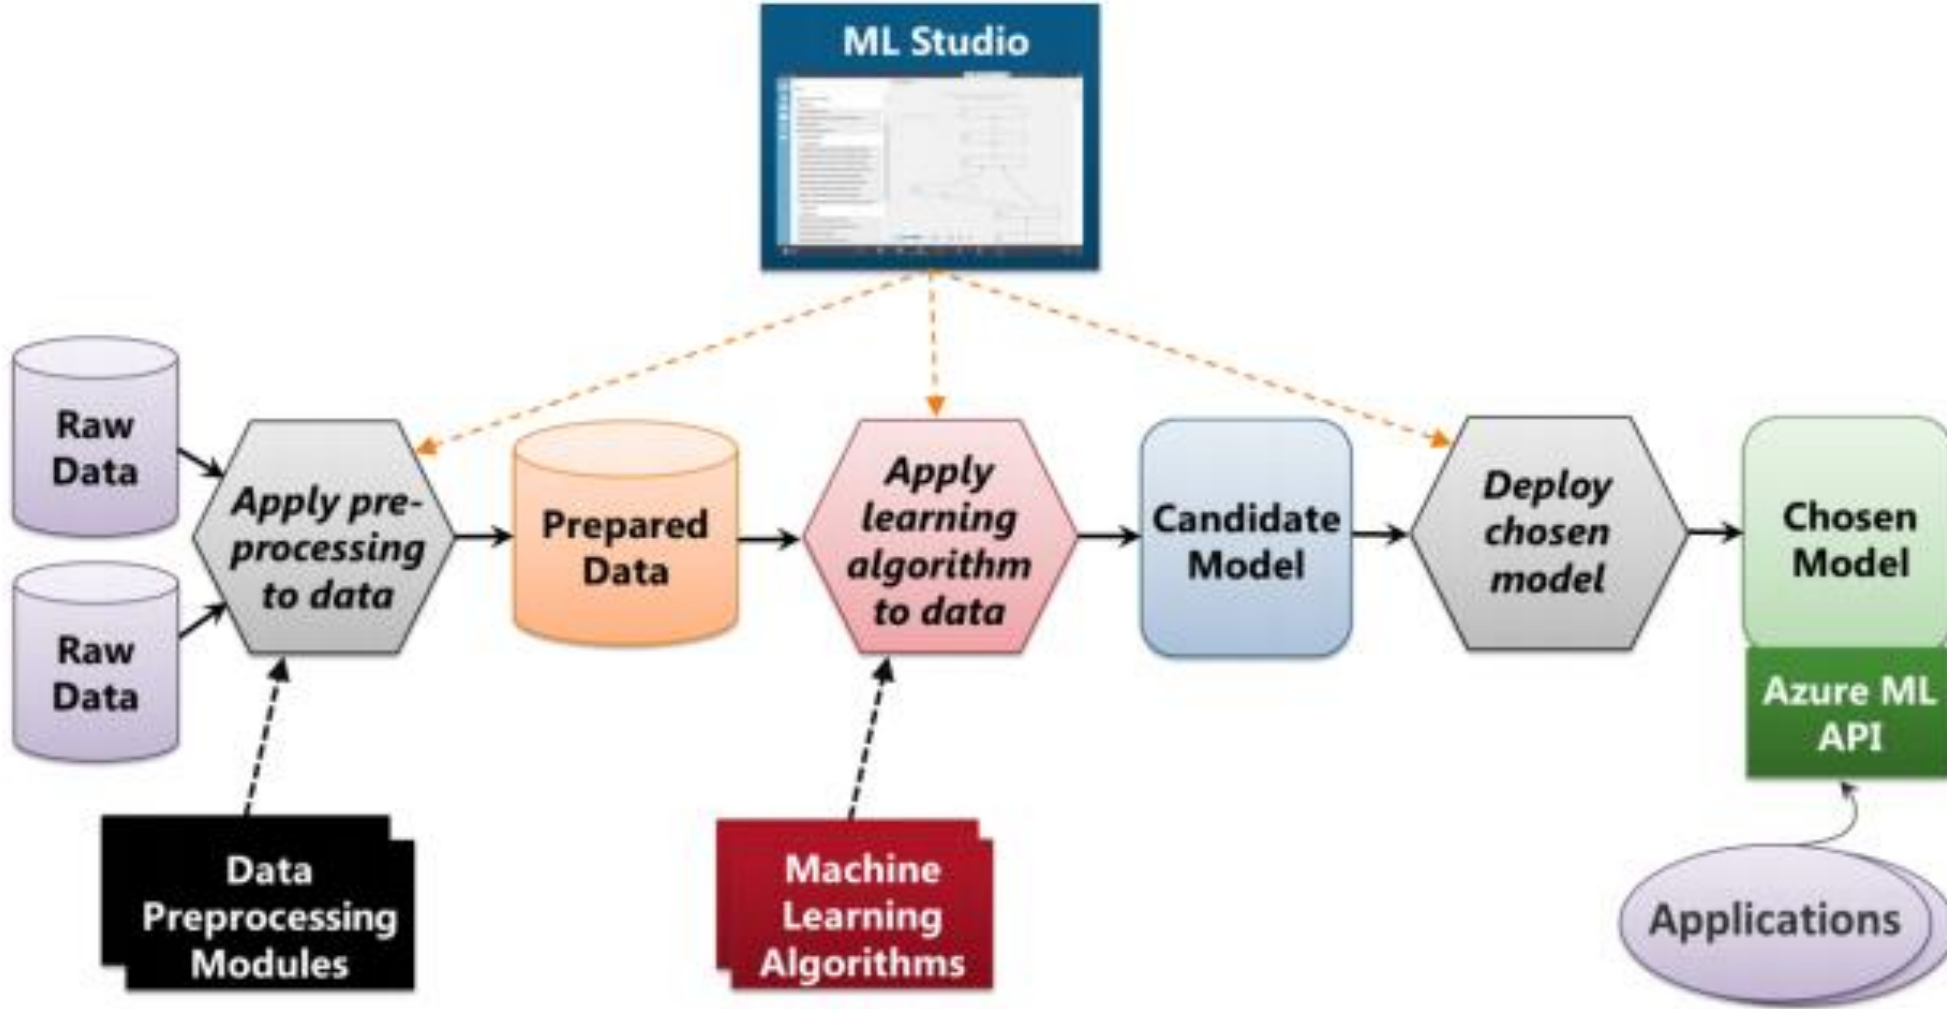 ML Studio
Raw
Data
Raw
Data
Apply pre-
processing
to data
Prepared
Data
Apply
learning
algorithm
to data
Candidate
Model
Deploy
chosen
model
Chosen
Model
Azure ML
API
Data
Preprocessing
Modules
Machine
Learning
Algorithms
Applications